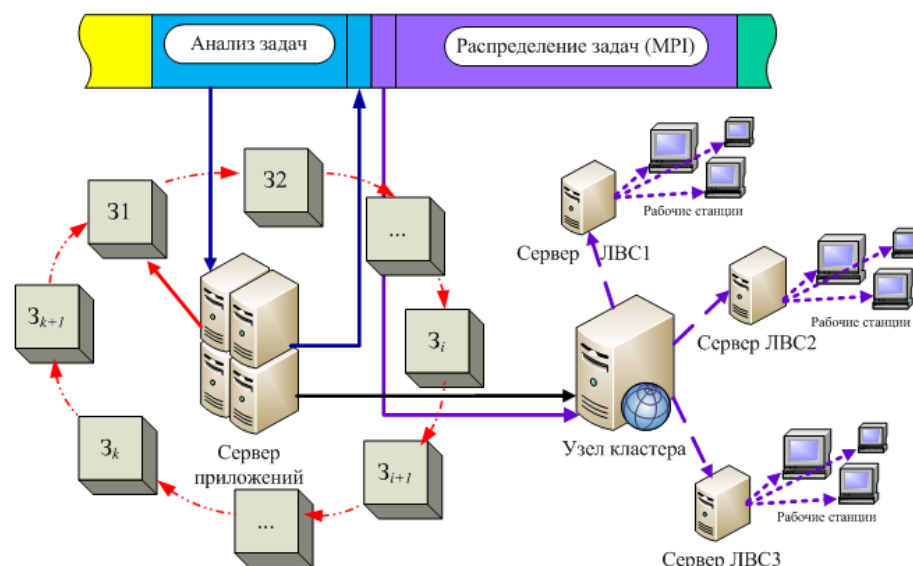 Анализ задач
Распределение задач (MPI)
З1
З2
...
Зi
Зi+1
...
Зk
Зk+1
Сервер
приложений
Узел кластера
Сервер ЛВС1
Рабочие станции
Сервер ЛВС2
Рабочие станции
Сервер ЛВС3
Рабочие станции